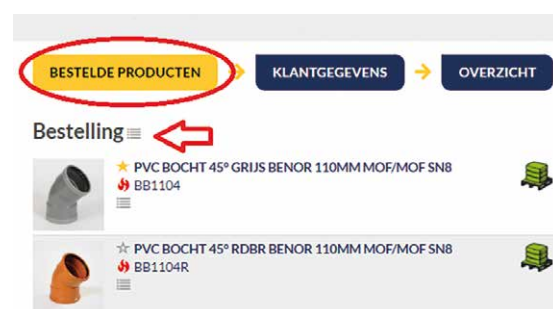 BESTELDE PRODUCTEN KLANTGEGEVENS OVERZICHT
Bestelling
PVC BOCHT 45° GRIJS BENOR 110MM MOF/MOF SN8
BB1104
PVC BOCHT 45° RDBR BENOR 110MM MOF/MOF SN8
BB1104R